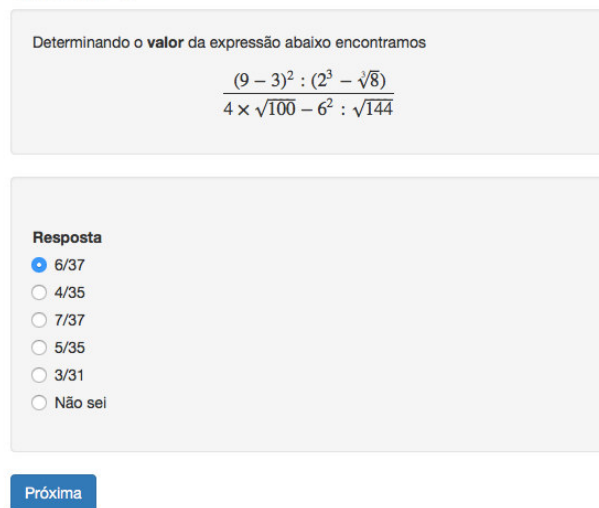 Determinando o valor da expressão abaixo encontramos
(9 − 3)² : (2³ − ∛8)
4 × √100 − 6² : √144
Resposta
6/37
4/35
7/37
5/35
3/31
Não sei
Próxima